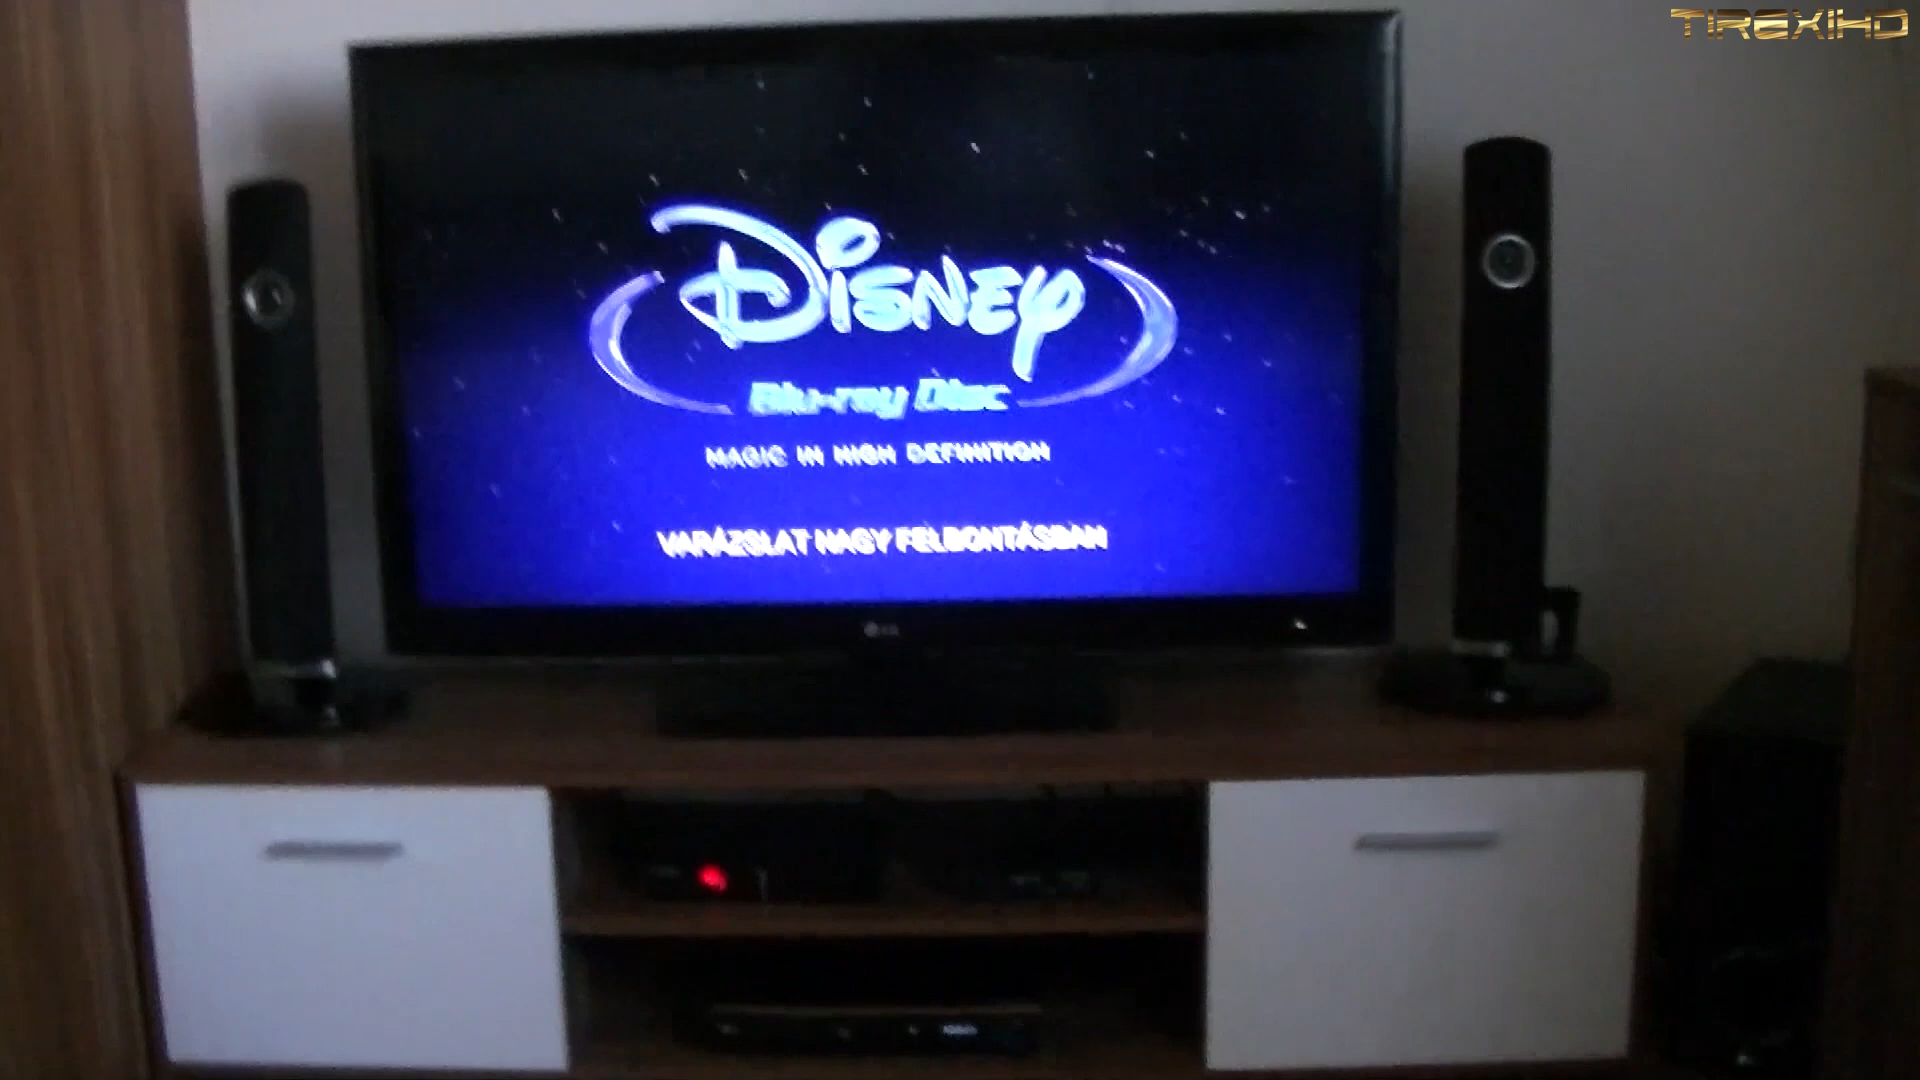 TIREXIHD
Disney
Blu-ray Disc
MAGIC IN HIGH DEFINITION
VARÁZSLAT NAGY FELBONTÁSBAN
LG